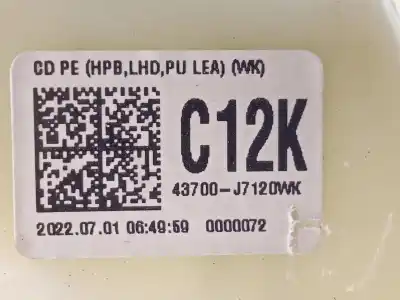 CD PE (HPB,LHD,PU LEA) (WK)
C12K
43700-J7120WK
2022.07.01 06:49:59 0000072